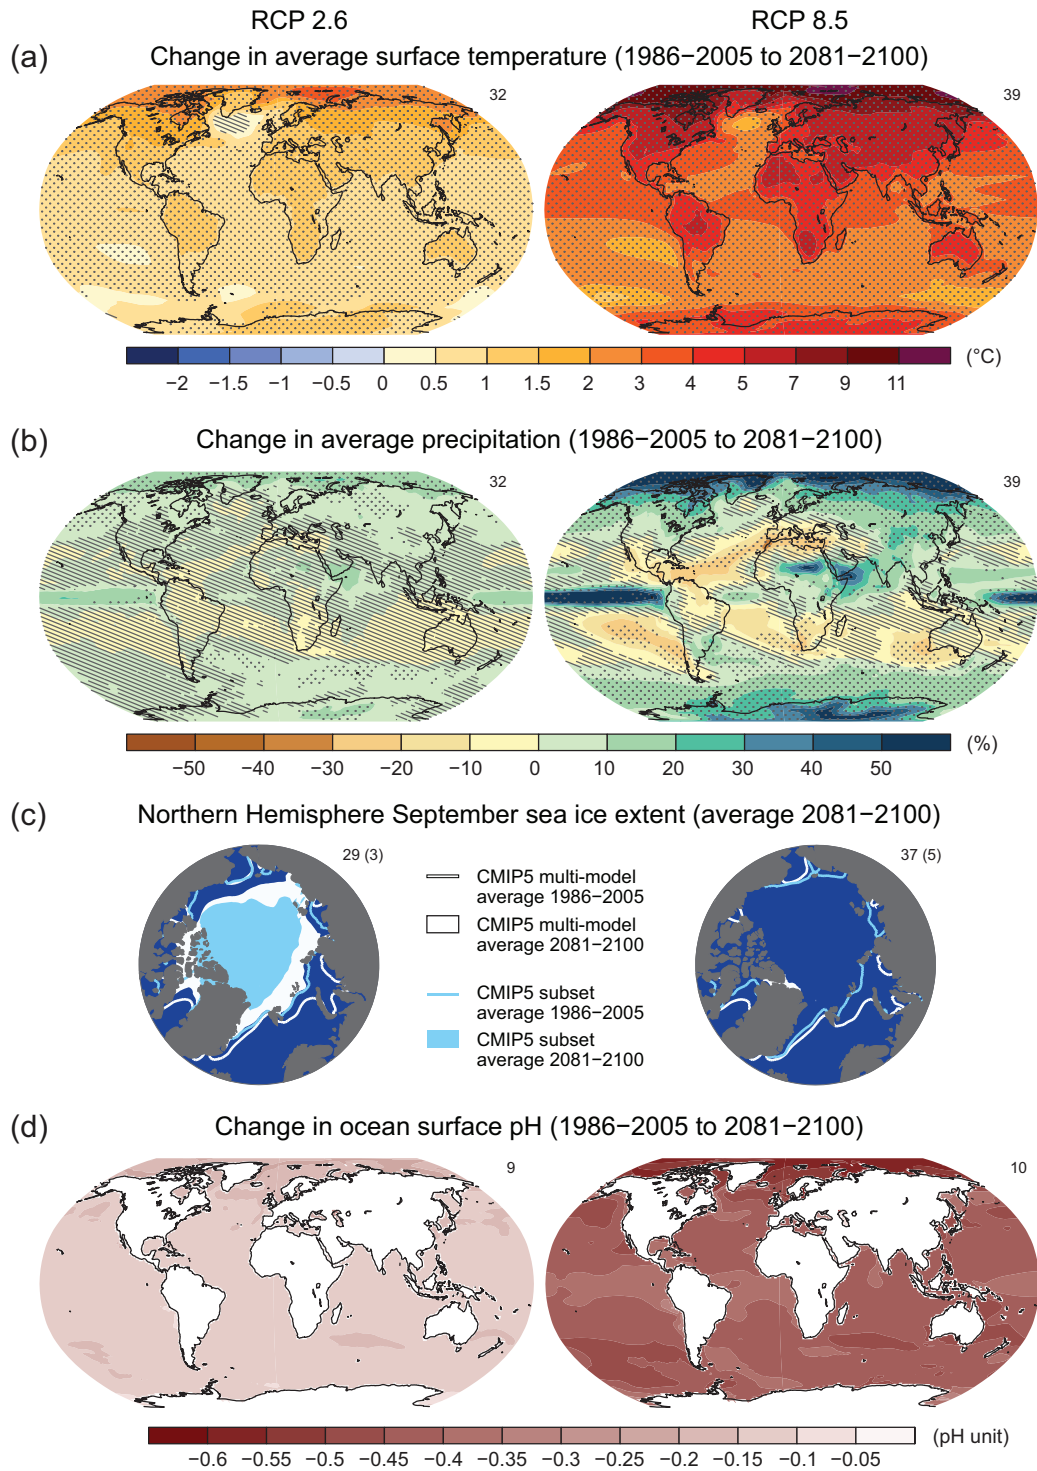 RCP 2.6
RCP 8.5
(a)
Change in average surface temperature (1986−2005 to 2081−2100)
32
39
−2 −1.5 −1 −0.5 0 0.5 1 1.5 2 3 4 5 7 9 11
(°C)
(b)
Change in average precipitation (1986−2005 to 2081−2100)
32
39
−50 −40 −30 −20 −10 0 10 20 30 40 50
(%)
(c)
Northern Hemisphere September sea ice extent (average 2081−2100)
29 (3)
37 (5)
CMIP5 multi-model
average 1986−2005
CMIP5 multi-model
average 2081−2100
CMIP5 subset
average 1986−2005
CMIP5 subset
average 2081−2100
(d)
Change in ocean surface pH (1986−2005 to 2081−2100)
9
10
(pH unit)
−0.6 −0.55 −0.5 −0.45 −0.4 −0.35 −0.3 −0.25 −0.2 −0.15 −0.1 −0.05